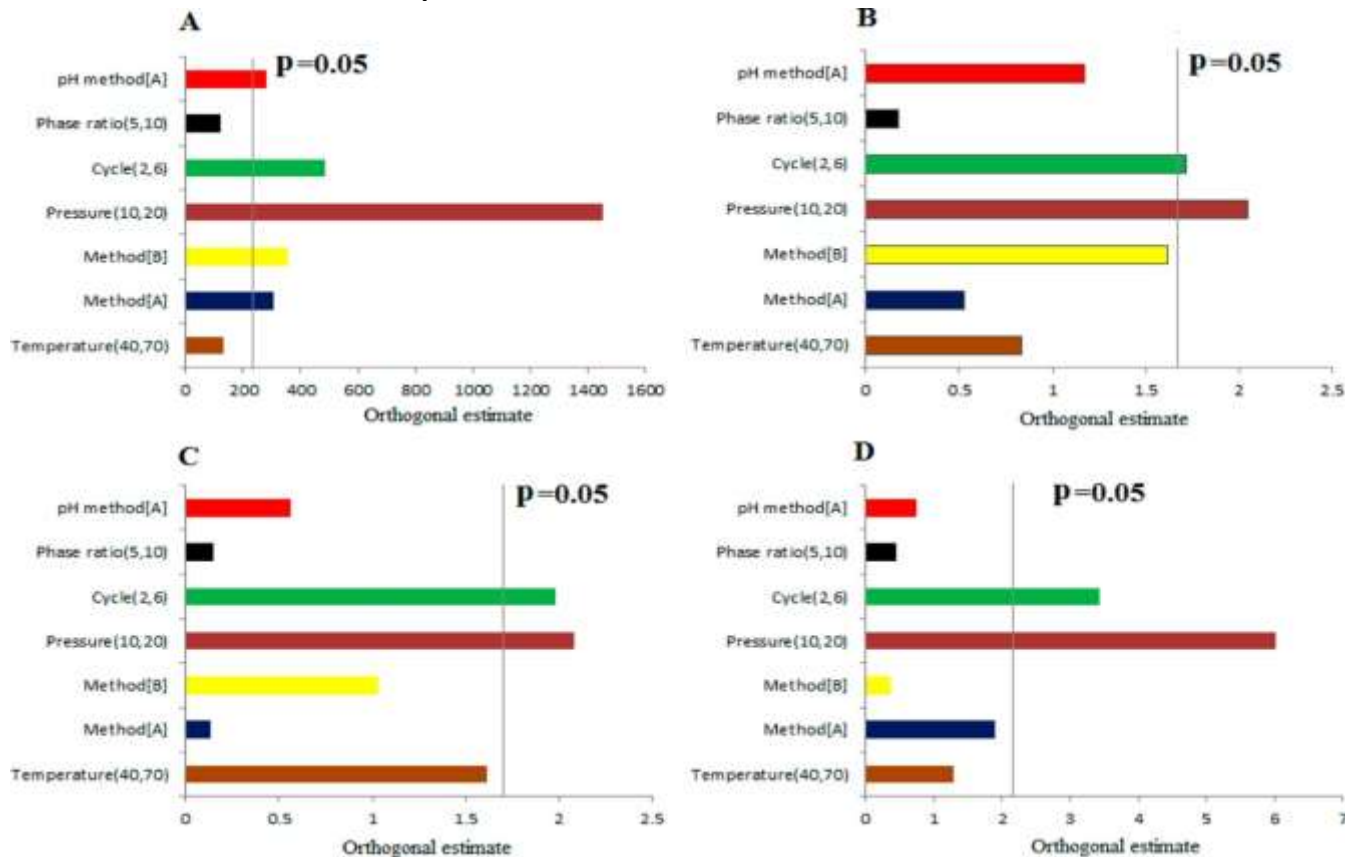 A
p=0.05
pH method[A]
Phase ratio(5,10)
Cycle(2,6)
Pressure(10,20)
Method[B]
Method[A]
Temperature(40,70)
0 200 400 600 800 1000 1200 1400 1600
Orthogonal estimate
B
p=0.05
pH method[A]
Phase ratio(5,10)
Cycle(2,6)
Pressure(10,20)
Method[B]
Method[A]
Temperature(40,70)
0 0.5 1 1.5 2 2.5
Orthogonal estimate
C
p=0.05
pH method[A]
Phase ratio(5,10)
Cycle(2,6)
Pressure(10,20)
Method[B]
Method[A]
Temperature(40,70)
0 0.5 1 1.5 2 2.5
Orthogonal estimate
D
p=0.05
pH method[A]
Phase ratio(5,10)
Cycle(2,6)
Pressure(10,20)
Method[B]
Method[A]
Temperature(40,70)
0 1 2 3 4 5 6 7
Orthogonal estimate